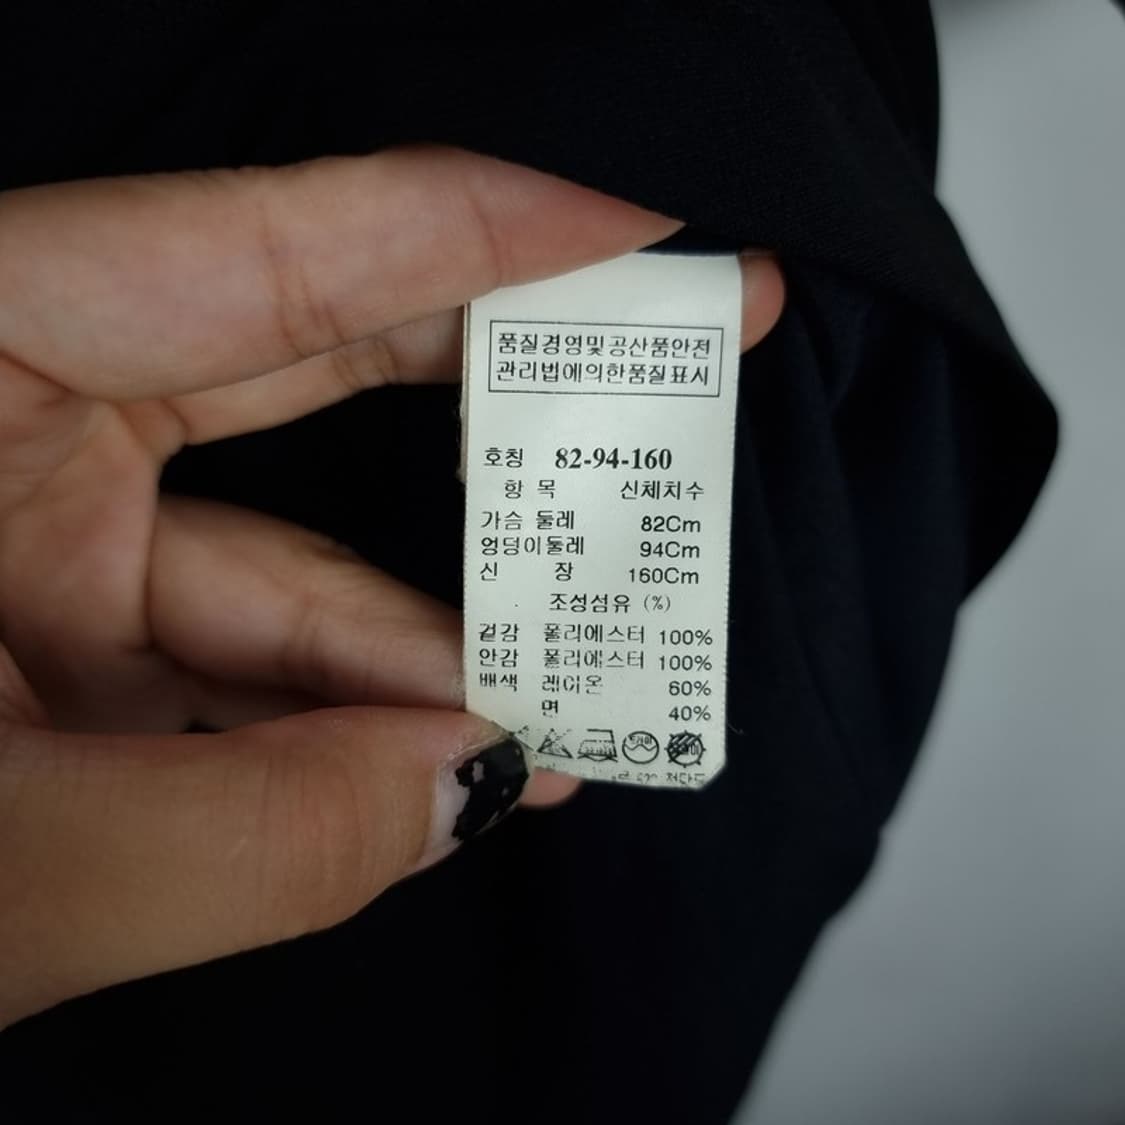 품질경영및공산품안전
관리법에의한품질표시
호칭 82-94-160
항 목 신체치수
가슴 둘레 82Cm
엉덩이둘레 94Cm
신 장 160Cm
조성섬유 (%)
겉감 폴리에스터 100%
안감 폴리에스터 100%
배색 레이온 60%
면 40%
드라이